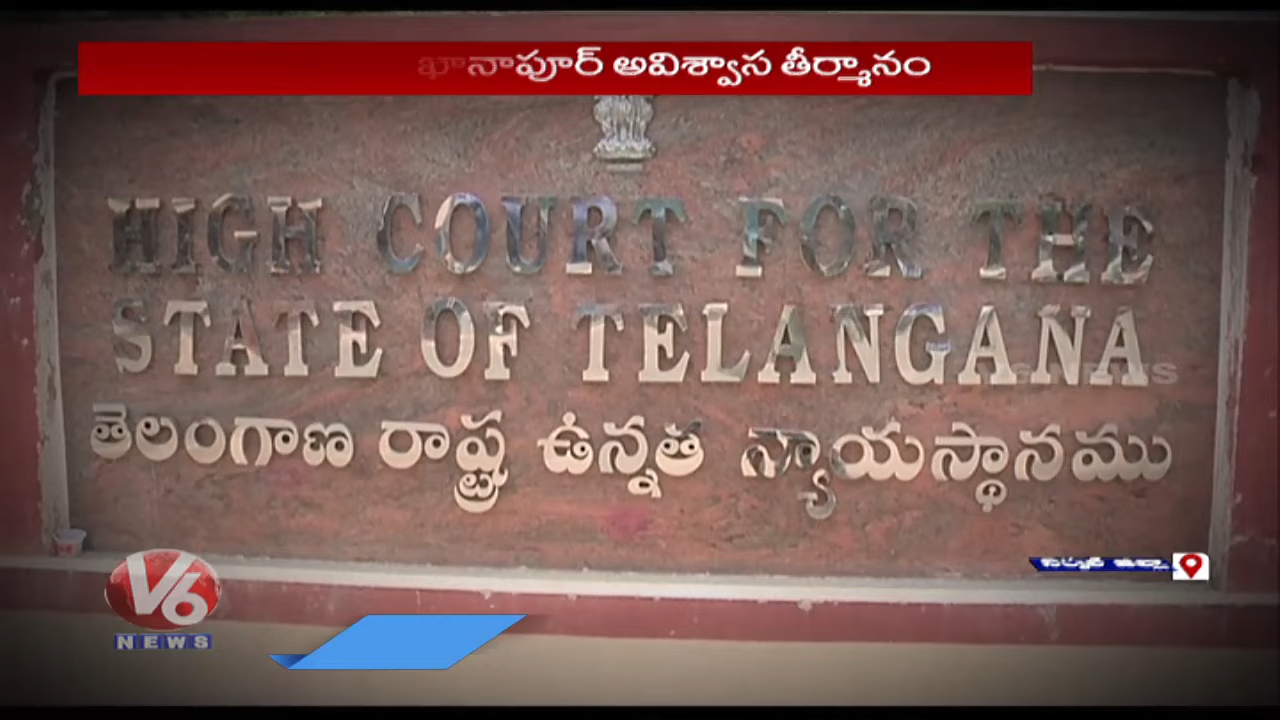 ఖానాపూర్ అవిశ్వాస తీర్మానం
HIGH COURT FOR THE
STATE OF TELANGANA
తెలంగాణ రాష్ట్ర ఉన్నత న్యాయస్థానము
V6
NEWS